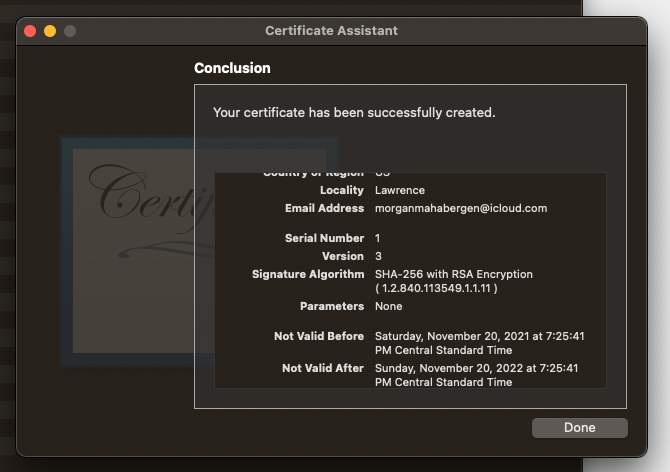 Certificate Assistant
Conclusion
Your certificate has been successfully created.
Country or Region US
Locality Lawrence
Email Address morganmahabergen@icloud.com
Serial Number 1
Version 3
Signature Algorithm SHA-256 with RSA Encryption
( 1.2.840.113549.1.1.11 )
Parameters None
Not Valid Before Saturday, November 20, 2021 at 7:25:41
PM Central Standard Time
Not Valid After Sunday, November 20, 2022 at 7:25:41
PM Central Standard Time
Done